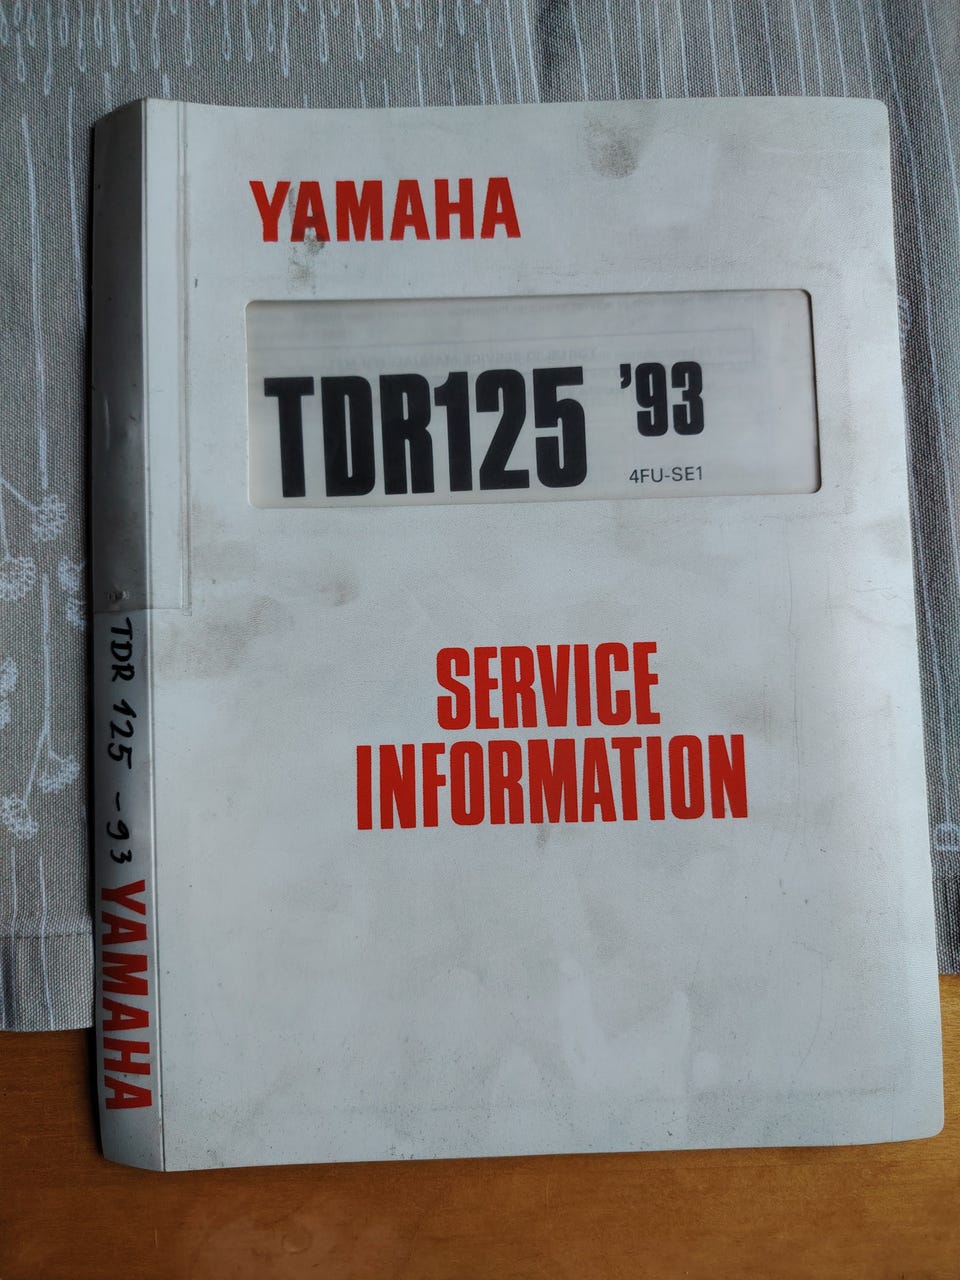 YAMAHA
TDR125 '93
4FU-SE1
SERVICE
INFORMATION
TDR 125 - 93
YAMAHA